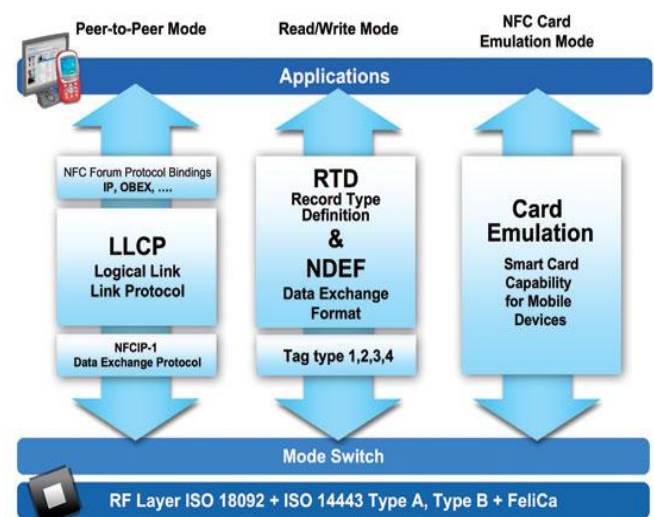 Peer-to-Peer Mode
Read/Write Mode
NFC Card
Emulation Mode
Applications
NFC Forum Protocol Bindings
IP, OBEX, ....
LLCP
Logical Link
Link Protocol
NFCIP-1
Data Exchange Protocol
RTD
Record Type
Definition
&
NDEF
Data Exchange
Format
Tag type 1,2,3,4
Card
Emulation
Smart Card
Capability
for Mobile
Devices
Mode Switch
RF Layer ISO 18092 + ISO 14443 Type A, Type B + FeliCa